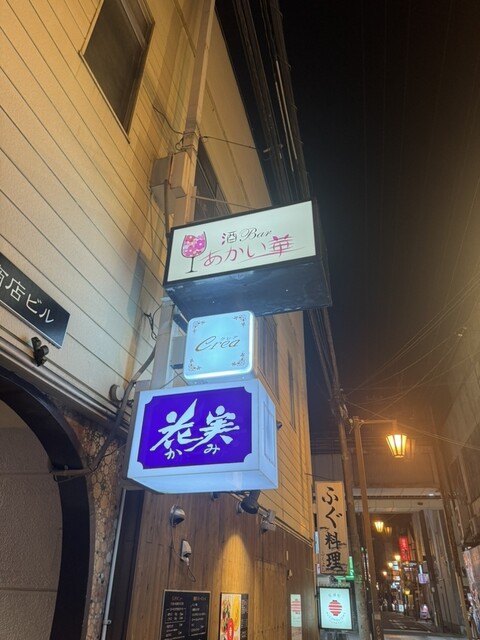 酒Bar
あかい華
Créa
花実
かみ
商店ビル
ふぐ料理